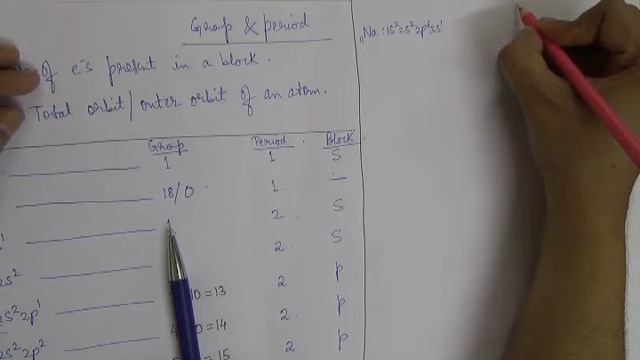 Group & period
of e⁻s present in a block.
Total orbit/outer orbit of an atom.
₁₁Na : 1s²2s²2p⁶3s¹
Group Period Block
1 1 S
18/0 1 —
2 S
2 S
2s² 10=13 2 p
2s²2p¹ 10=14 2 p
2s²2p² =15 2 p